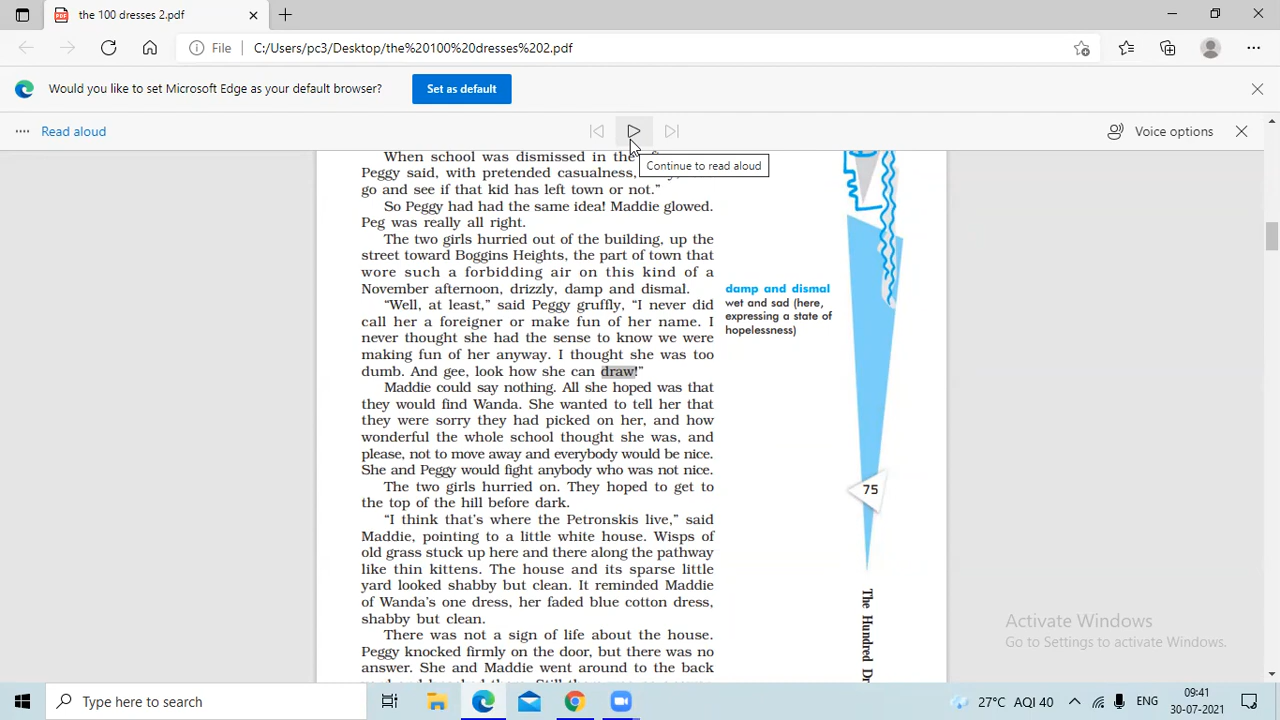 the 100 dresses 2.pdf
File
C:/Users/pc3/Desktop/the%20100%20dresses%202.pdf
Would you like to set Microsoft Edge as your default browser?
Set as default
Read aloud
Voice options
Continue to read aloud
When school was dismissed in the
Peggy said, with pretended casualness,
go and see if that kid has left town or not.”
So Peggy had had the same idea! Maddie glowed.
Peg was really all right.
The two girls hurried out of the building, up the
street toward Boggins Heights, the part of town that
wore such a forbidding air on this kind of a
November afternoon, drizzly, damp and dismal.
“Well, at least,” said Peggy gruffly, “I never did
call her a foreigner or make fun of her name. I
never thought she had the sense to know we were
making fun of her anyway. I thought she was too
dumb. And gee, look how she can draw!”
Maddie could say nothing. All she hoped was that
they would find Wanda. She wanted to tell her that
they were sorry they had picked on her, and how
wonderful the whole school thought she was, and
please, not to move away and everybody would be nice.
She and Peggy would fight anybody who was not nice.
The two girls hurried on. They hoped to get to
the top of the hill before dark.
“I think that’s where the Petronskis live,” said
Maddie, pointing to a little white house. Wisps of
old grass stuck up here and there along the pathway
like thin kittens. The house and its sparse little
yard looked shabby but clean. It reminded Maddie
of Wanda’s one dress, her faded blue cotton dress,
shabby but clean.
There was not a sign of life about the house.
Peggy knocked firmly on the door, but there was no
answer. She and Maddie went around to the back
damp and dismal
wet and sad (here,
expressing a state of
hopelessness)
75
The Hundred Dr
Activate Windows
Go to Settings to activate Windows.
Type here to search
27°C AQI 40
ENG
09:41
30-07-2021